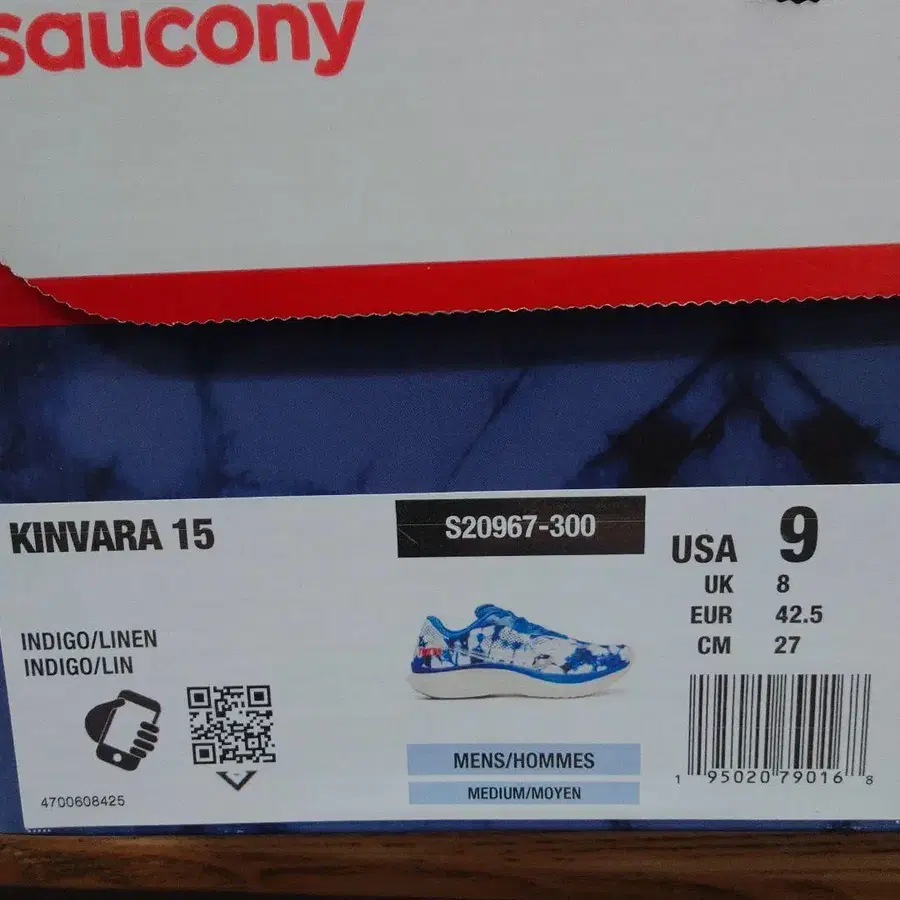 saucony
KINVARA 15
S20967-300
USA 9
UK 8
EUR 42.5
CM 27
INDIGO/LINEN
INDIGO/LIN
MENS/HOMMES
MEDIUM/MOYEN
4700608425
1 95020 79016 8